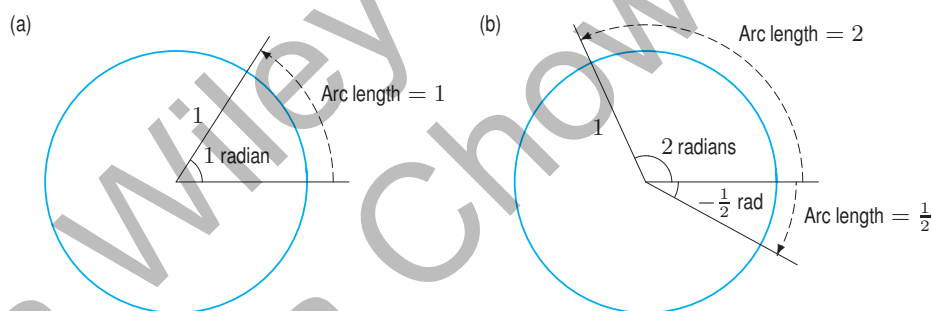 (a)
Arc length = 1
1
1 radian
(b)
Arc length = 2
1
2 radians
−1/2 rad
Arc length = 1/2
Wiley
Chow